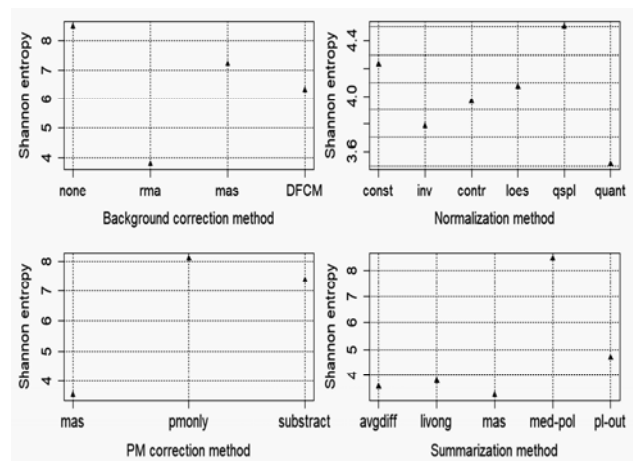 Shannon entropy
8
7
6
5
4
none rma mas DFCM
Background correction method
Shannon entropy
4.4
4.0
3.6
const inv contr loes qspl quant
Normalization method
Shannon entropy
8
7
6
5
4
mas pmonly substract
PM correction method
Shannon entropy
8
7
6
5
4
avgdiff livong mas med-pol pl-out
Summarization method